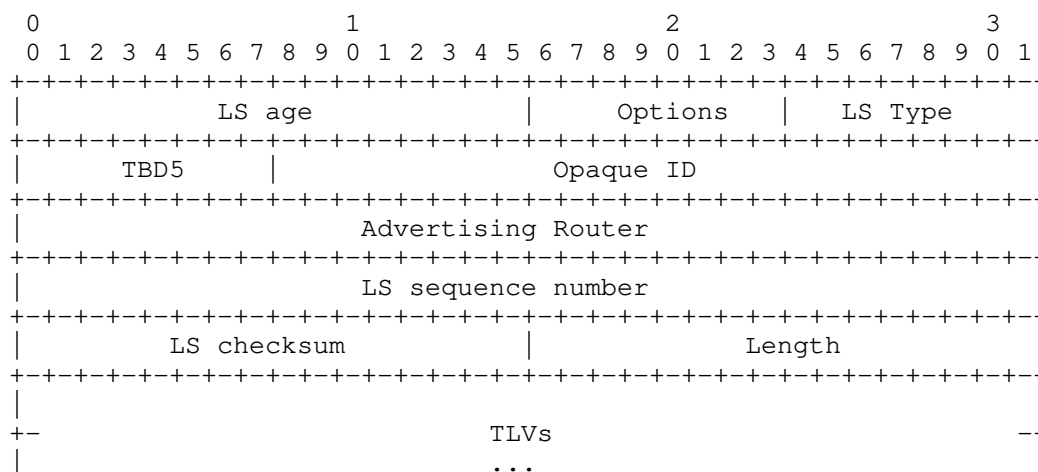 0                   1                   2                   3
0 1 2 3 4 5 6 7 8 9 0 1 2 3 4 5 6 7 8 9 0 1 2 3 4 5 6 7 8 9 0 1
+-+-+-+-+-+-+-+-+-+-+-+-+-+-+-+-+-+-+-+-+-+-+-+-+-+-+-+-+-+-+-+-
|            LS age             |     Options   |   LS Type
+-+-+-+-+-+-+-+-+-+-+-+-+-+-+-+-+-+-+-+-+-+-+-+-+-+-+-+-+-+-+-+-
|      TBD5     |                 Opaque ID
+-+-+-+-+-+-+-+-+-+-+-+-+-+-+-+-+-+-+-+-+-+-+-+-+-+-+-+-+-+-+-+-
|                     Advertising Router
+-+-+-+-+-+-+-+-+-+-+-+-+-+-+-+-+-+-+-+-+-+-+-+-+-+-+-+-+-+-+-+-
|                     LS sequence number
+-+-+-+-+-+-+-+-+-+-+-+-+-+-+-+-+-+-+-+-+-+-+-+-+-+-+-+-+-+-+-+-
|         LS checksum           |             Length
+-+-+-+-+-+-+-+-+-+-+-+-+-+-+-+-+-+-+-+-+-+-+-+-+-+-+-+-+-+-+-+-
|
+-                            TLVs                             -
|                             ...